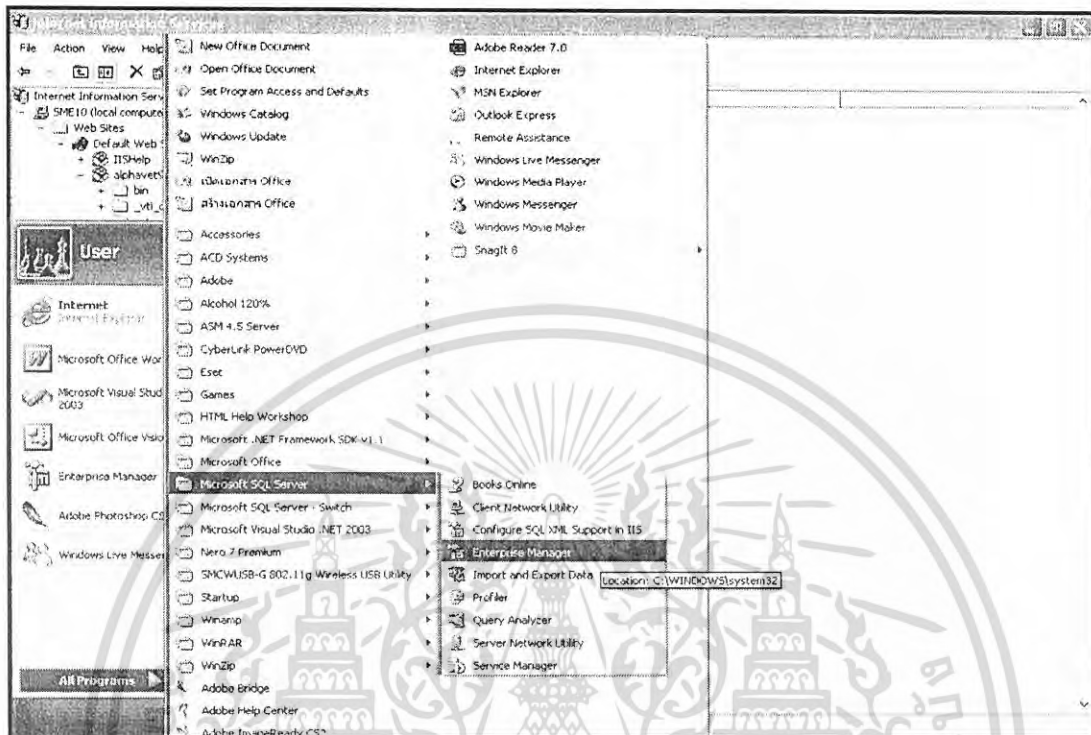 Internet Information Services
File Action View Help
Internet Information Serv
SME10 (local compute
Web Sites
Default Web S
IISHelp
alphavet
bin
_vti_c
User
Internet
Internet Explorer
Microsoft Office Wor
Microsoft Visual Stud
2003
Microsoft Office Visio
Enterprise Manager
Adobe Photoshop CS
Windows Live Messen
All Programs
New Office Document
Open Office Document
Set Program Access and Defaults
Windows Catalog
Windows Update
WinZip
เปิดเอกสาร Office
สร้างเอกสาร Office
Accessories
ACD Systems
Adobe
Alcohol 120%
ASM 4.5 Server
CyberLink PowerDVD
Eset
Games
HTML Help Workshop
Microsoft .NET Framework SDK v1.1
Microsoft Office
Microsoft SQL Server
Microsoft SQL Server - Switch
Microsoft Visual Studio .NET 2003
Nero 7 Premium
SMCWUSB-G 802.11g Wireless USB Utility
Startup
Winamp
WinRAR
WinZip
Adobe Bridge
Adobe Help Center
Adobe ImageReady CS2
Adobe Reader 7.0
Internet Explorer
MSN Explorer
Outlook Express
Remote Assistance
Windows Live Messenger
Windows Media Player
Windows Messenger
Windows Movie Maker
SnagIt 8
Books Online
Client Network Utility
Configure SQL XML Support in IIS
Enterprise Manager
Import and Export Data
Location: C:\WINDOWS\system32
Profiler
Query Analyzer
Server Network Utility
Service Manager